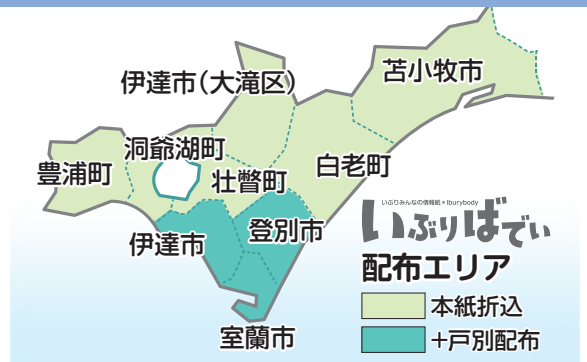 伊達市(大滝区)
苫小牧市
洞爺湖町
豊浦町
壮瞥町
白老町
伊達市
登別市
室蘭市
いぶりみんなの情報紙●Iburybody
いぶりばでい
配布エリア
本紙折込
+戸別配布